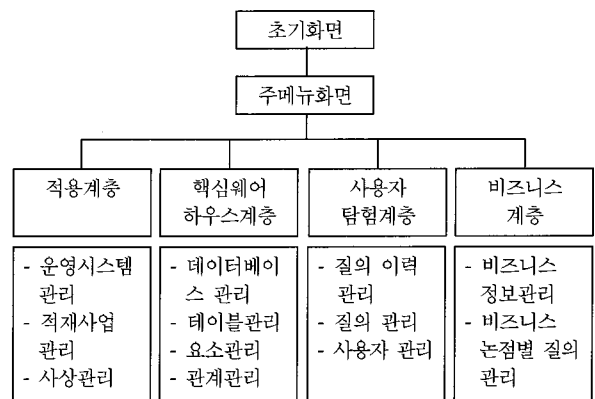 초기화면
주메뉴화면
적용계층
핵심웨어
하우스계층
사용자
탐험계층
비즈니스
계층
- 운영시스템
관리
- 적재사업
관리
- 사상관리
- 데이터베이
스 관리
- 테이블관리
- 요소관리
- 관계관리
- 질의 이력
관리
- 질의 관리
- 사용자 관리
- 비즈니스
정보관리
- 비즈니스
논점별 질의
관리